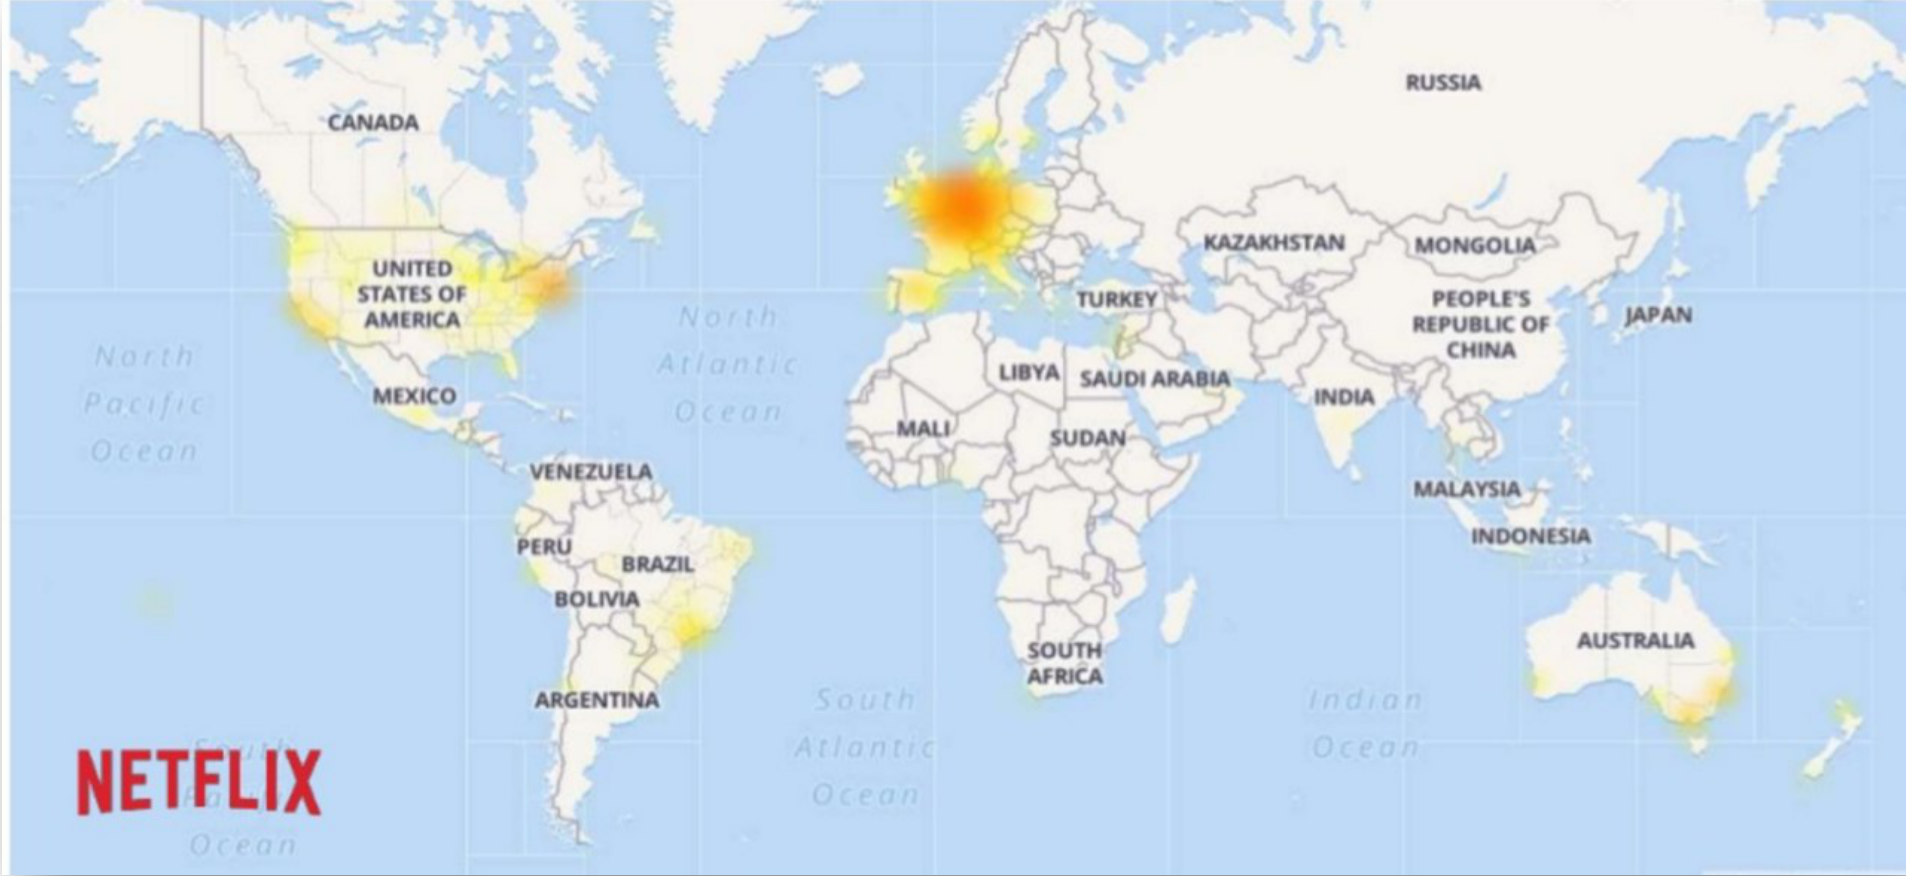 RUSSIA
CANADA
KAZAKHSTAN
MONGOLIA
UNITED
STATES OF
AMERICA
TURKEY
PEOPLE'S
REPUBLIC OF
CHINA
JAPAN
North
Atlantic
Ocean
North
Pacific
Ocean
MEXICO
LIBYA
SAUDI ARABIA
INDIA
MALI
SUDAN
VENEZUELA
MALAYSIA
INDONESIA
PERU
BRAZIL
BOLIVIA
SOUTH
AFRICA
AUSTRALIA
ARGENTINA
South
Atlantic
Ocean
Indian
Ocean
South
Pacific
Ocean
NETFLIX